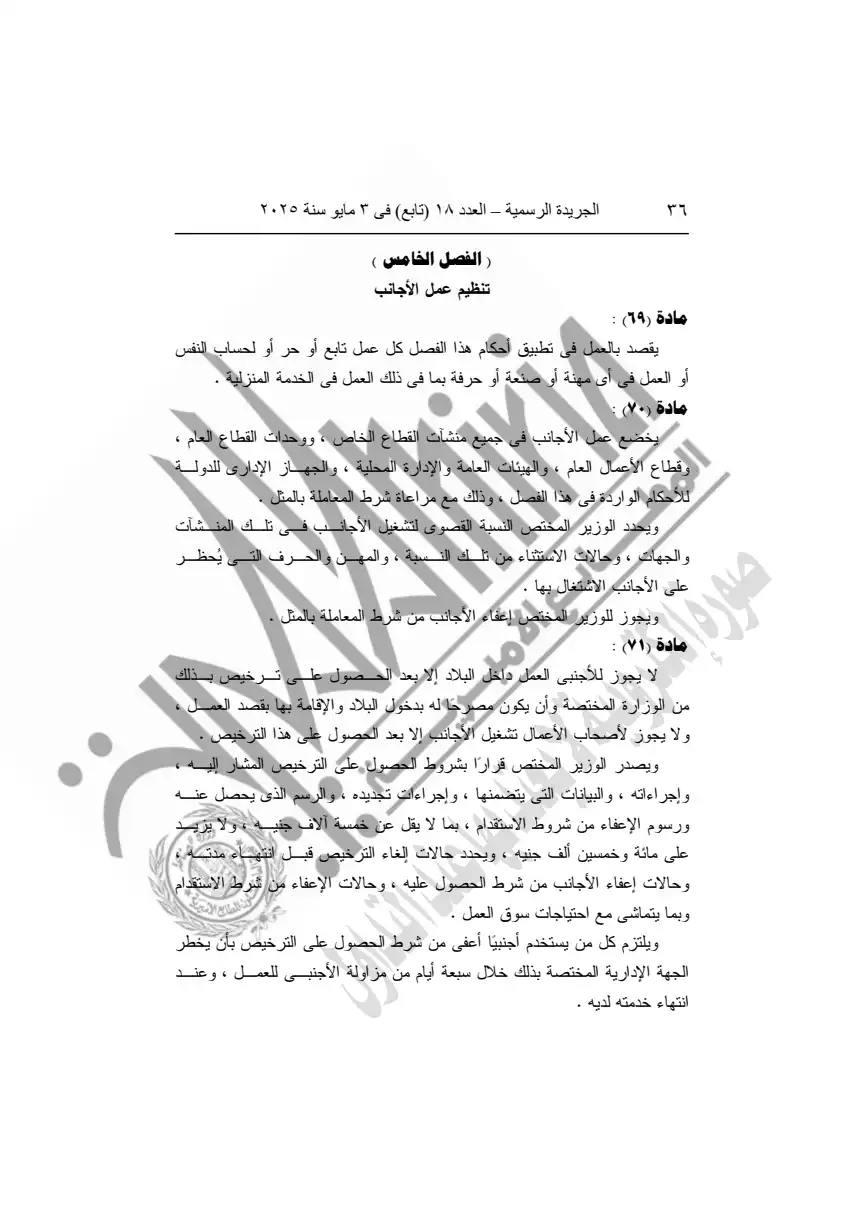 ٣٦ الجريدة الرسمية – العدد ١٨ (تابع) فى ٣ مايو سنة ٢٠٢٥
( الفصل الخامس )
تنظيم عمل الأجانب
مادة (٦٩) :
يقصد بالعمل فى تطبيق أحكام هذا الفصل كل عمل تابع أو حر أو لحساب النفس
أو العمل فى أى مهنة أو صنعة أو حرفة بما فى ذلك العمل فى الخدمة المنزلية .
مادة (٧٠) :
يخضع عمل الأجانب فى جميع منشآت القطاع الخاص ، ووحدات القطاع العام ،
وقطاع الأعمال العام ، والهيئات العامة والإدارة المحلية ، والجهاز الإدارى للدولة
للأحكام الواردة فى هذا الفصل ، وذلك مع مراعاة شرط المعاملة بالمثل .
ويحدد الوزير المختص النسبة القصوى لتشغيل الأجانب فى تلك المنشآت
والجهات ، وحالات الاستثناء من تلك النسبة ، والمهن والحرف التى يُحظر
على الأجانب الاشتغال بها .
ويجوز للوزير المختص إعفاء الأجانب من شرط المعاملة بالمثل .
مادة (٧١) :
لا يجوز للأجنبى العمل داخل البلاد إلا بعد الحصول على ترخيص بذلك
من الوزارة المختصة وأن يكون مصرحًا له بدخول البلاد والإقامة بها بقصد العمل ،
ولا يجوز لأصحاب الأعمال تشغيل الأجانب إلا بعد الحصول على هذا الترخيص .
ويصدر الوزير المختص قرارًا بشروط الحصول على الترخيص المشار إليه ،
وإجراءاته ، والبيانات التى يتضمنها ، وإجراءات تجديده ، والرسم الذى يحصل عنه
ورسوم الإعفاء من شروط الاستقدام ، بما لا يقل عن خمسة آلاف جنيه ، ولا يزيد
على مائة وخمسين ألف جنيه ، ويحدد حالات إلغاء الترخيص قبل انتهاء مدته ،
وحالات إعفاء الأجانب من شرط الحصول عليه ، وحالات الإعفاء من شرط الاستقدام
وبما يتماشى مع احتياجات سوق العمل .
ويلتزم كل من يستخدم أجنبيًا أعفى من شرط الحصول على الترخيص بأن يخطر
الجهة الإدارية المختصة بذلك خلال سبعة أيام من مزاولة الأجنبى للعمل ، وعند
انتهاء خدمته لديه .